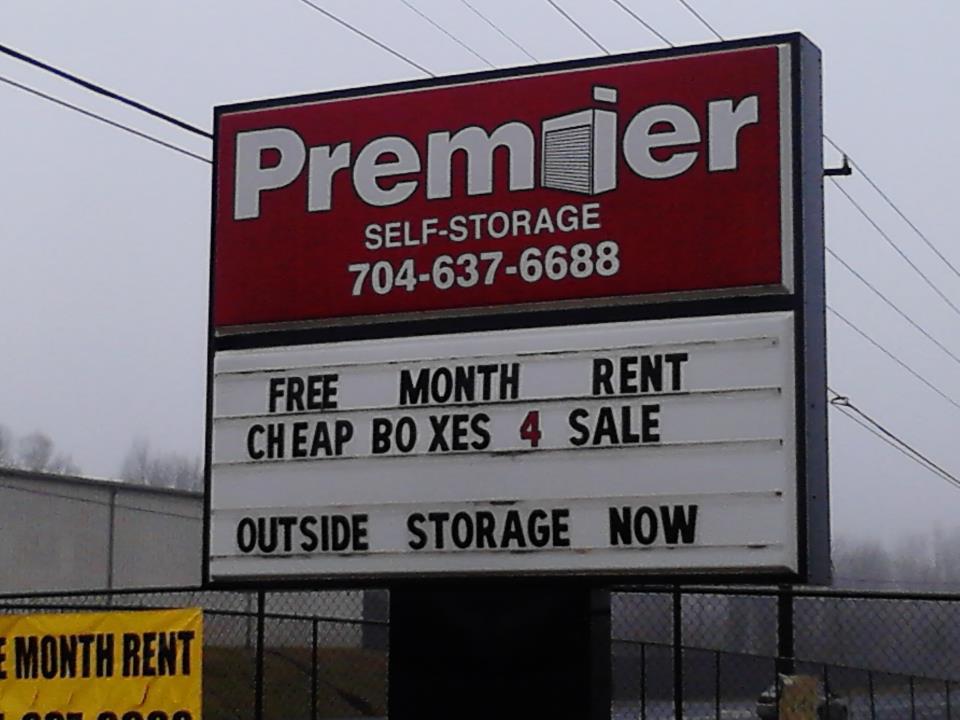 Premier
SELF-STORAGE
704-637-6688
FREE MONTH RENT
CHEAP BOXES 4 SALE
OUTSIDE STORAGE NOW
MONTH RENT